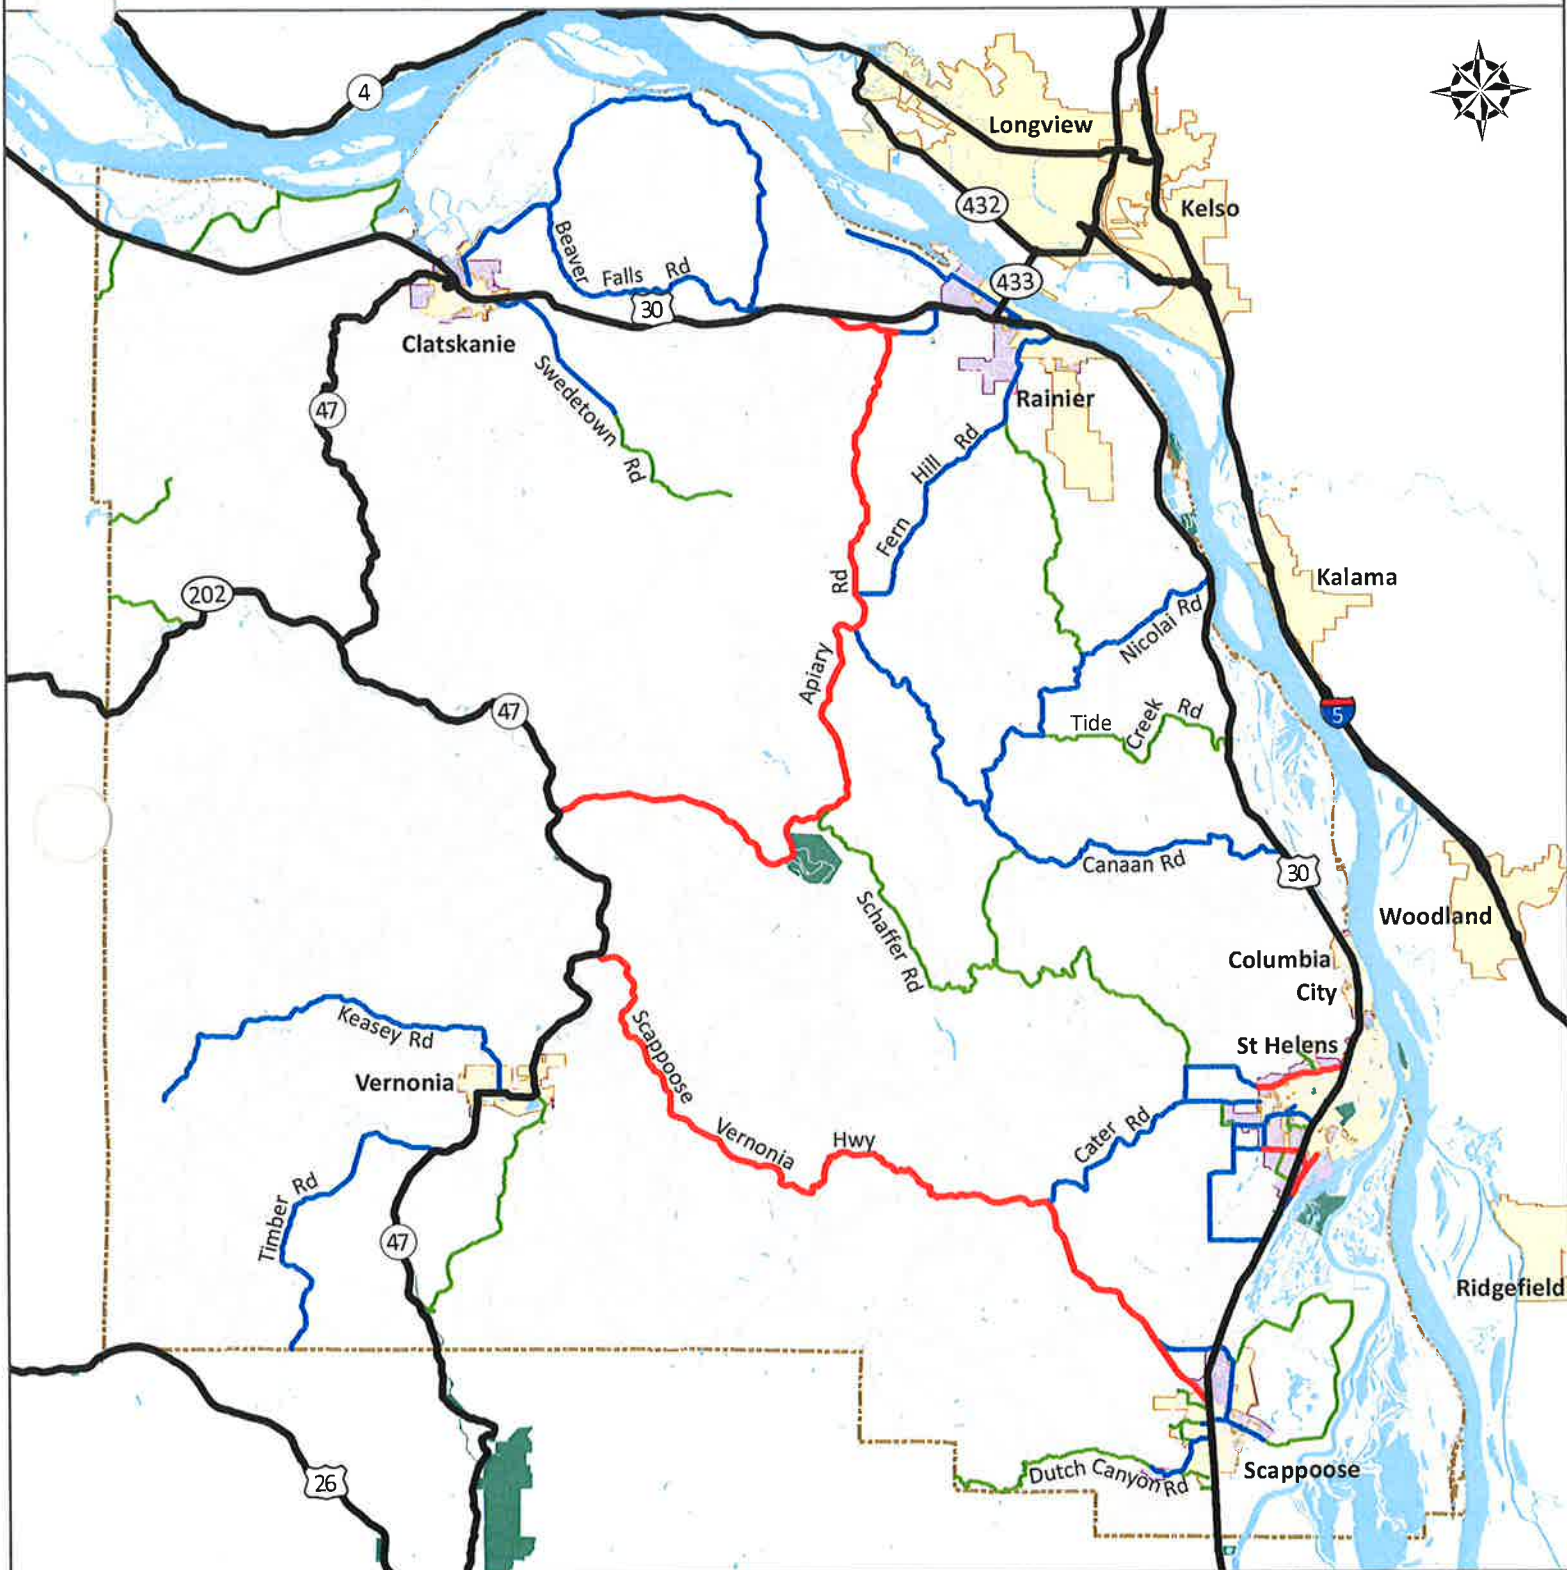 4
Longview
432
Kelso
Beaver
Falls Rd
433
30
Clatskanie
Swedetown
Rd
47
Rainier
Fern
Hill
Rd
Kalama
202
Rd
Apiary
Nicolai Rd
Tide
Creek
Rd
47
5
Canaan Rd
30
Schaffer Rd
Woodland
Columbia
City
Keasey Rd
St Helens
Vernonia
Scappoose
Vernonia
Hwy
Cater
Rd
Timber
Rd
47
Ridgefield
26
Dutch Canyon Rd
Scappoose